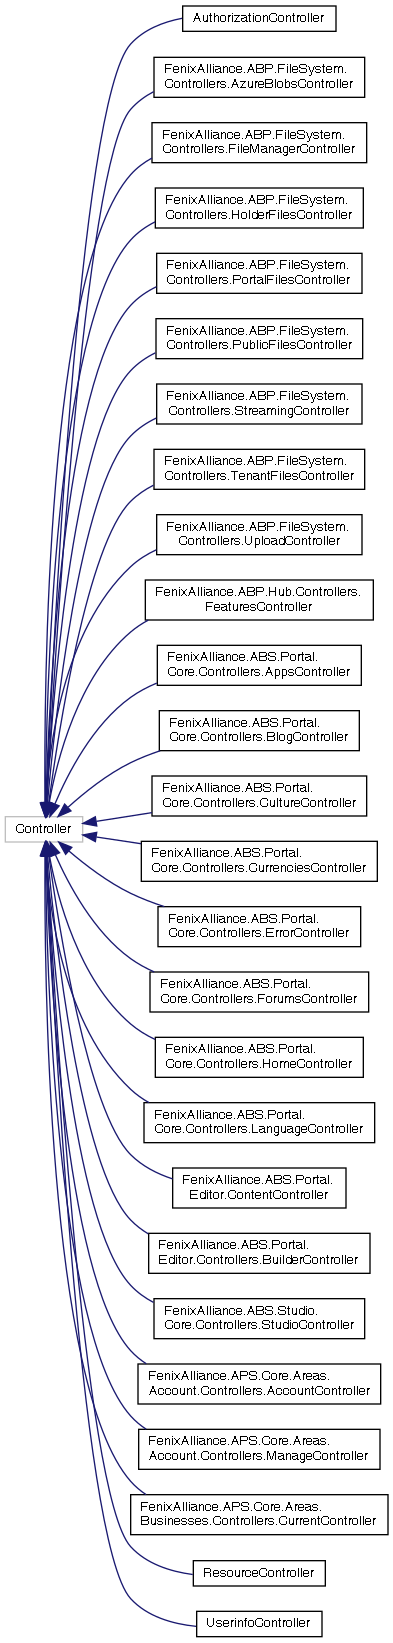 AuthorizationController
FenixAlliance.ABP.FileSystem.
Controllers.AzureBlobsController
FenixAlliance.ABP.FileSystem.
Controllers.FileManagerController
FenixAlliance.ABP.FileSystem.
Controllers.HolderFilesController
FenixAlliance.ABP.FileSystem.
Controllers.PortalFilesController
FenixAlliance.ABP.FileSystem.
Controllers.PublicFilesController
FenixAlliance.ABP.FileSystem.
Controllers.StreamingController
FenixAlliance.ABP.FileSystem.
Controllers.TenantFilesController
FenixAlliance.ABP.FileSystem.
Controllers.UploadController
FenixAlliance.ABP.Hub.Controllers.
FeaturesController
FenixAlliance.ABS.Portal.
Core.Controllers.AppsController
FenixAlliance.ABS.Portal.
Core.Controllers.BlogController
FenixAlliance.ABS.Portal.
Core.Controllers.CultureController
Controller
FenixAlliance.ABS.Portal.
Core.Controllers.CurrenciesController
FenixAlliance.ABS.Portal.
Core.Controllers.ErrorController
FenixAlliance.ABS.Portal.
Core.Controllers.ForumsController
FenixAlliance.ABS.Portal.
Core.Controllers.HomeController
FenixAlliance.ABS.Portal.
Core.Controllers.LanguageController
FenixAlliance.ABS.Portal.
Editor.ContentController
FenixAlliance.ABS.Portal.
Editor.Controllers.BuilderController
FenixAlliance.ABS.Studio.
Core.Controllers.StudioController
FenixAlliance.APS.Core.Areas.
Account.Controllers.AccountController
FenixAlliance.APS.Core.Areas.
Account.Controllers.ManageController
FenixAlliance.APS.Core.Areas.
Businesses.Controllers.CurrentController
ResourceController
UserinfoController